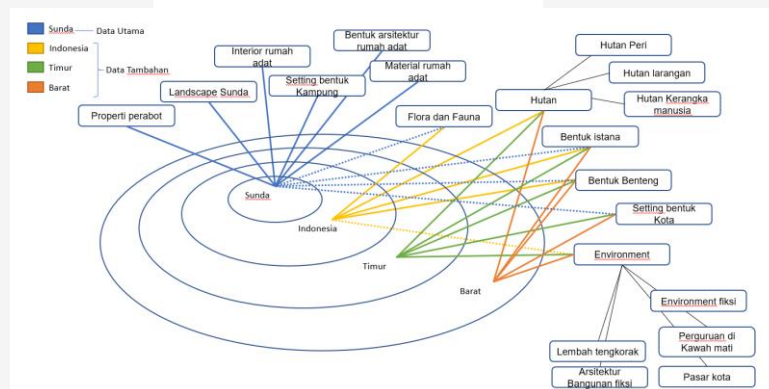 Sunda
Data Utama
Indonesia
Timur
Data Tambahan
Barat
Interior rumah
adat
Bentuk arsitektur
rumah adat
Landscape Sunda
Setting bentuk
Kampung
Material rumah
adat
Properti perabot
Flora dan Fauna
Hutan
Hutan Peri
Hutan larangan
Hutan Kerangka
manusia
Bentuk istana
Bentuk Benteng
Setting bentuk
Kota
Environment
Sunda
Indonesia
Timur
Barat
Environment fiksi
Perguruan di
Kawah mati
Lembah tengkorak
Arsitektur
Bangunan fiksi
Pasar kota